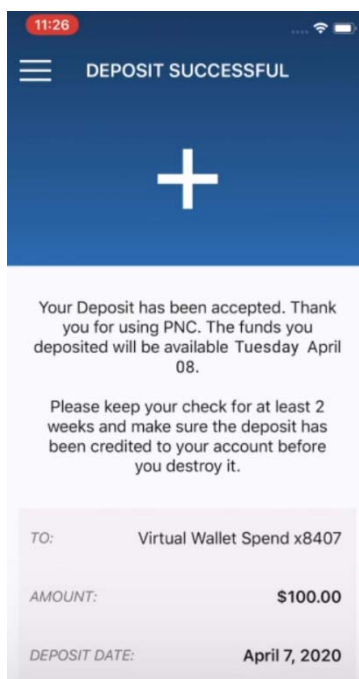 11:26
DEPOSIT SUCCESSFUL
Your Deposit has been accepted. Thank
you for using PNC. The funds you
deposited will be available Tuesday April
08.
Please keep your check for at least 2
weeks and make sure the deposit has
been credited to your account before
you destroy it.
TO: Virtual Wallet Spend x8407
AMOUNT: $100.00
DEPOSIT DATE: April 7, 2020